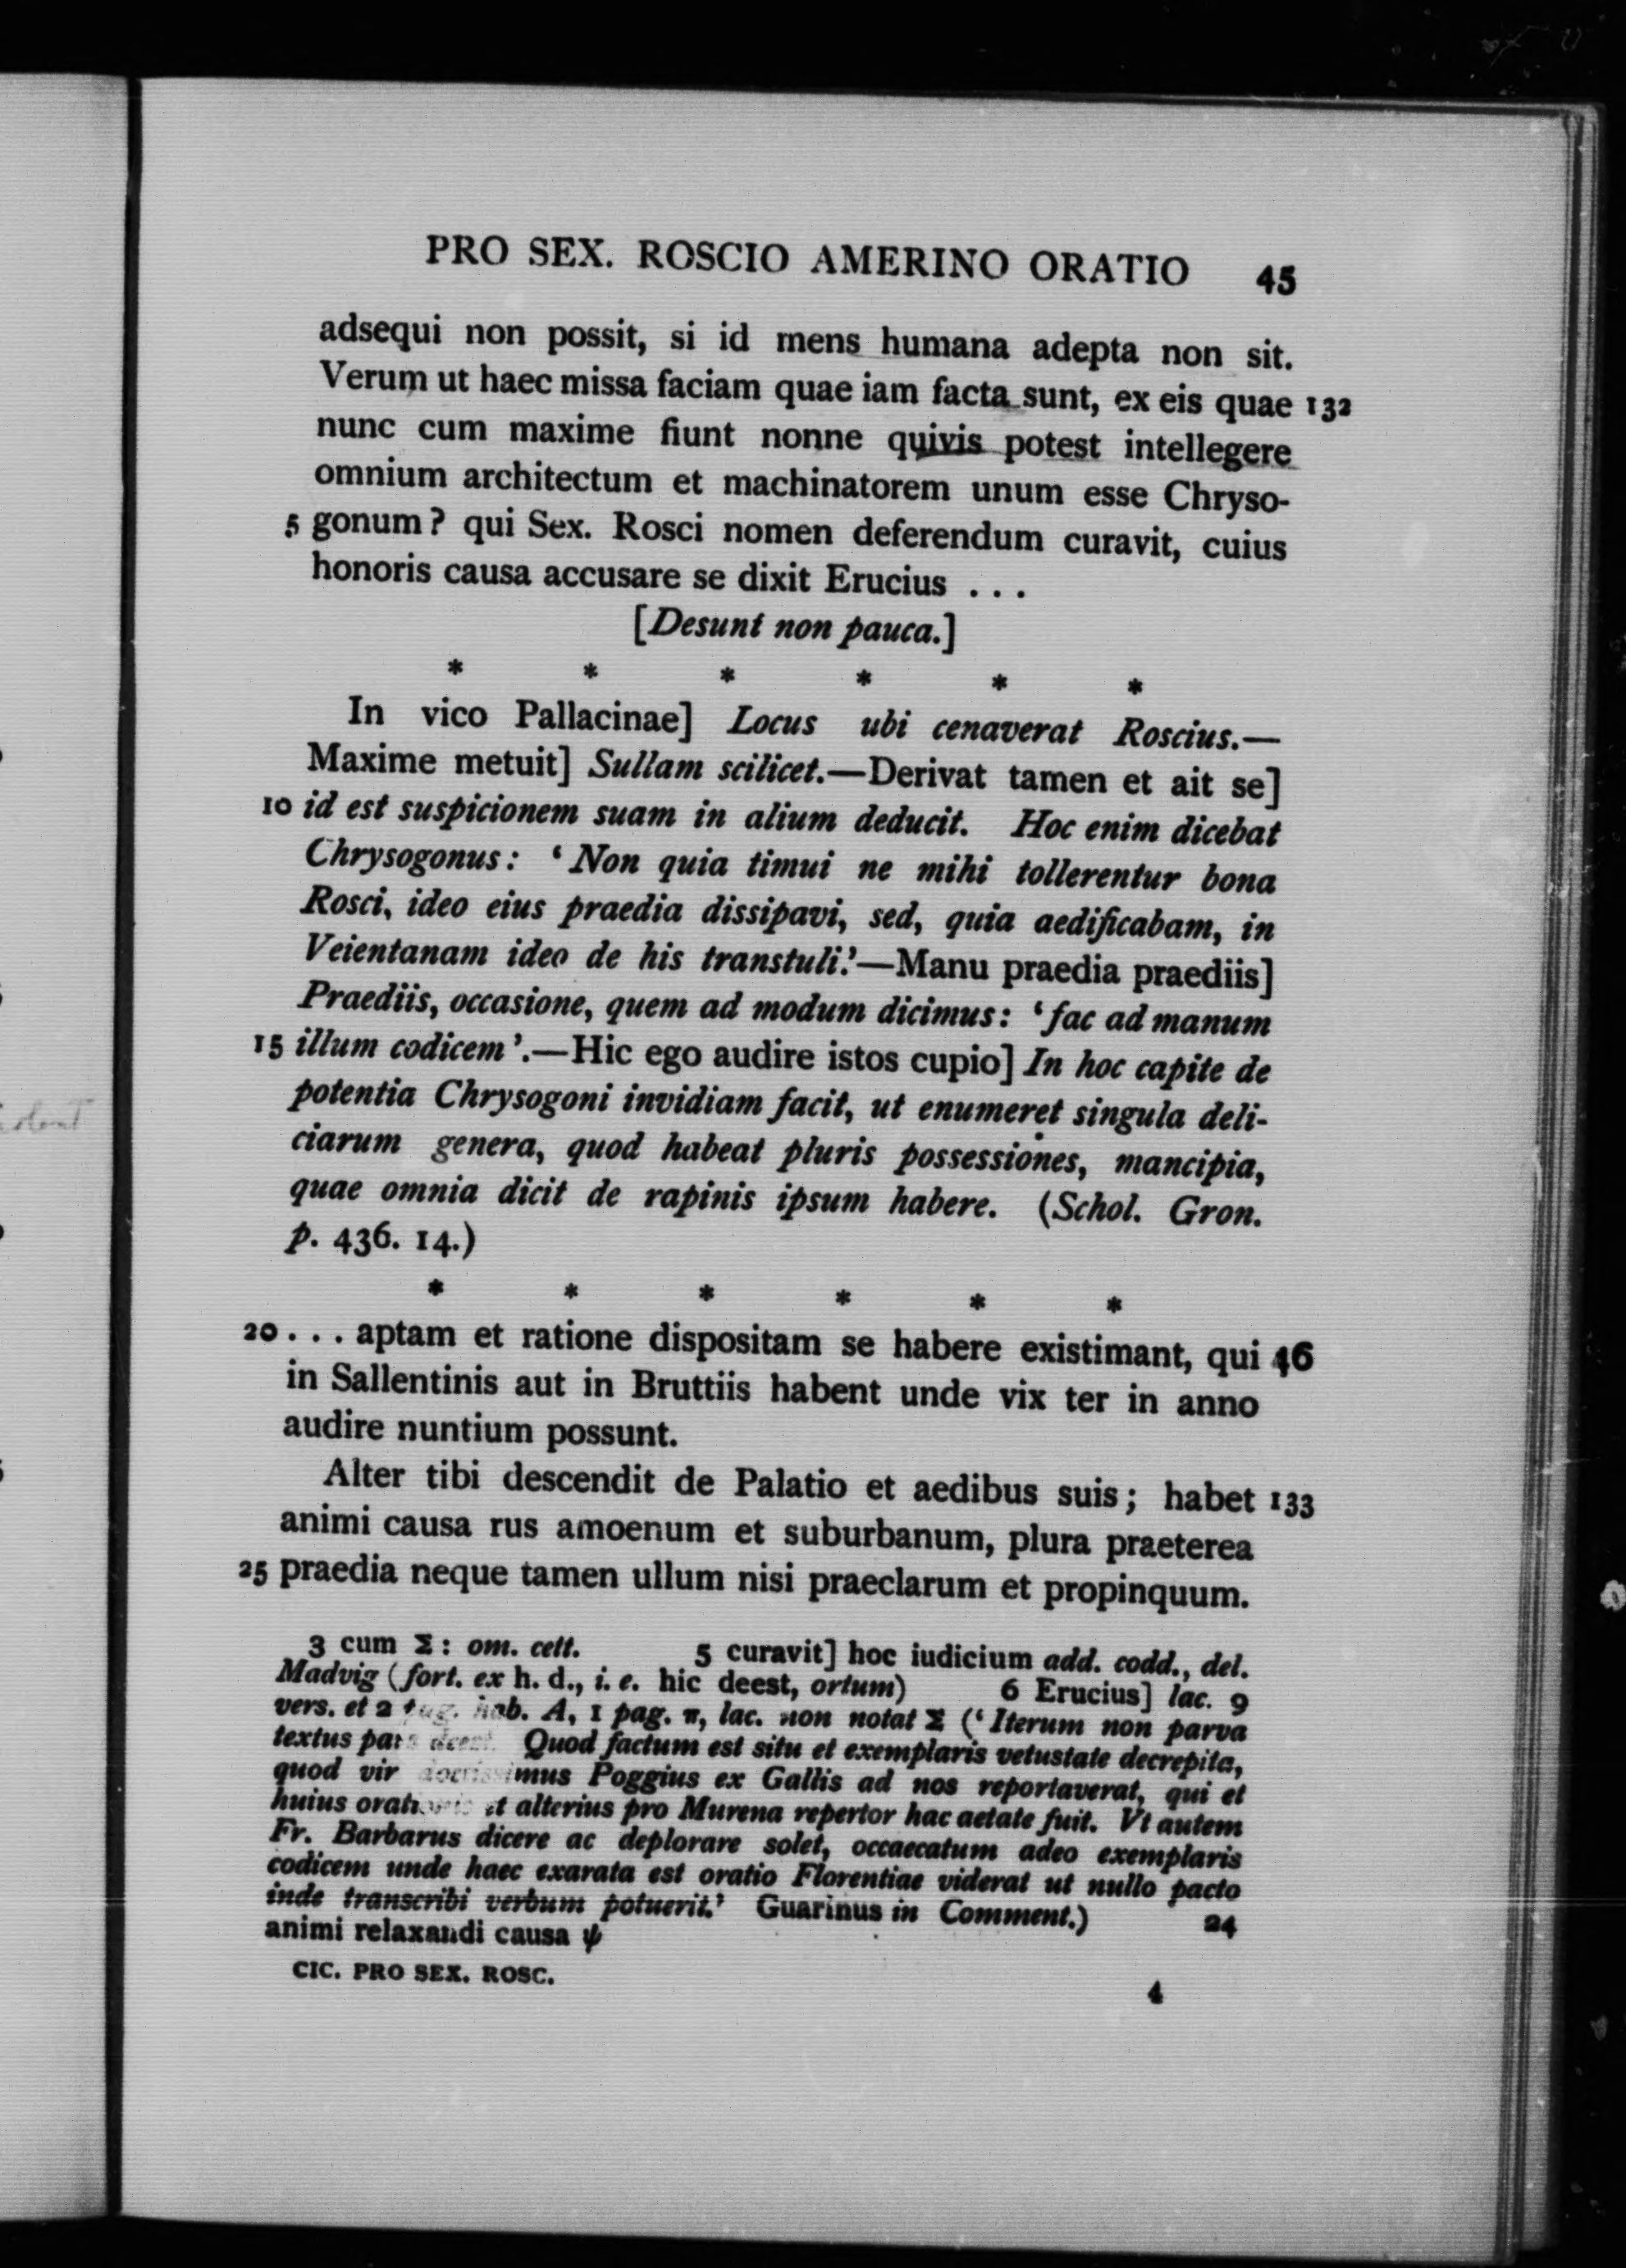 PRO SEX. ROSCIO AMERINO ORATIO 45
adsequi non possit, si id mens humana adepta non sit.
Verum ut haec missa faciam quae iam facta sunt, ex eis quae 132
nunc cum maxime fiunt nonne quivis potest intellegere
omnium architectum et machinatorem unum esse Chryso-
5 gonum? qui Sex. Rosci nomen deferendum curavit, cuius
honoris causa accusare se dixit Erucius . . .
[Desunt non pauca.]
* * * * * *
In vico Pallacinae] Locus ubi cenaverat Roscius.—
Maxime metuit] Sullam scilicet.—Derivat tamen et ait se]
10 id est suspicionem suam in alium deducit. Hoc enim dicebat
Chrysogonus: ‘Non quia timui ne mihi tollerentur bona
Rosci, ideo eius praedia dissipavi, sed, quia aedificabam, in
Veientanam ideo de his transtuli.’—Manu praedia praediis]
Praediis, occasione, quem ad modum dicimus: ‘fac ad manum
15 illum codicem’.—Hic ego audire istos cupio] In hoc capite de
potentia Chrysogoni invidiam facit, ut enumeret singula deli-
ciarum genera, quod habeat pluris possessiones, mancipia,
quae omnia dicit de rapinis ipsum habere. (Schol. Gron.
p. 436. 14.)
* * * * * *
20 . . . aptam et ratione dispositam se habere existimant, qui 46
in Sallentinis aut in Bruttiis habent unde vix ter in anno
audire nuntium possunt.
Alter tibi descendit de Palatio et aedibus suis; habet 133
animi causa rus amoenum et suburbanum, plura praeterea
25 praedia neque tamen ullum nisi praeclarum et propinquum.
3 cum Σ: om. cett. 5 curavit] hoc iudicium add. codd., del.
Madvig (fort. ex h. d., i. e. hic deest, ortum) 6 Erucius] lac. 9
vers. et 2 pag. hab. A, 1 pag. π, lac. non notat Σ (‘Iterum non parva
textus pars deest. Quod factum est situ et exemplaris vetustate decrepita,
quod vir doctissimus Poggius ex Gallis ad nos reportaverat, qui et
huius orationis et alterius pro Murena repertor hac aetate fuit. Vt autem
Fr. Barbarus dicere ac deplorare solet, occaecatum adeo exemplaris
codicem unde haec exarata est oratio Florentiae viderat ut nullo pacto
inde transcribi verbum potuerit.’ Guarinus in Comment.) 24
animi relaxandi causa ψ
CIC. PRO SEX. ROSC. 4